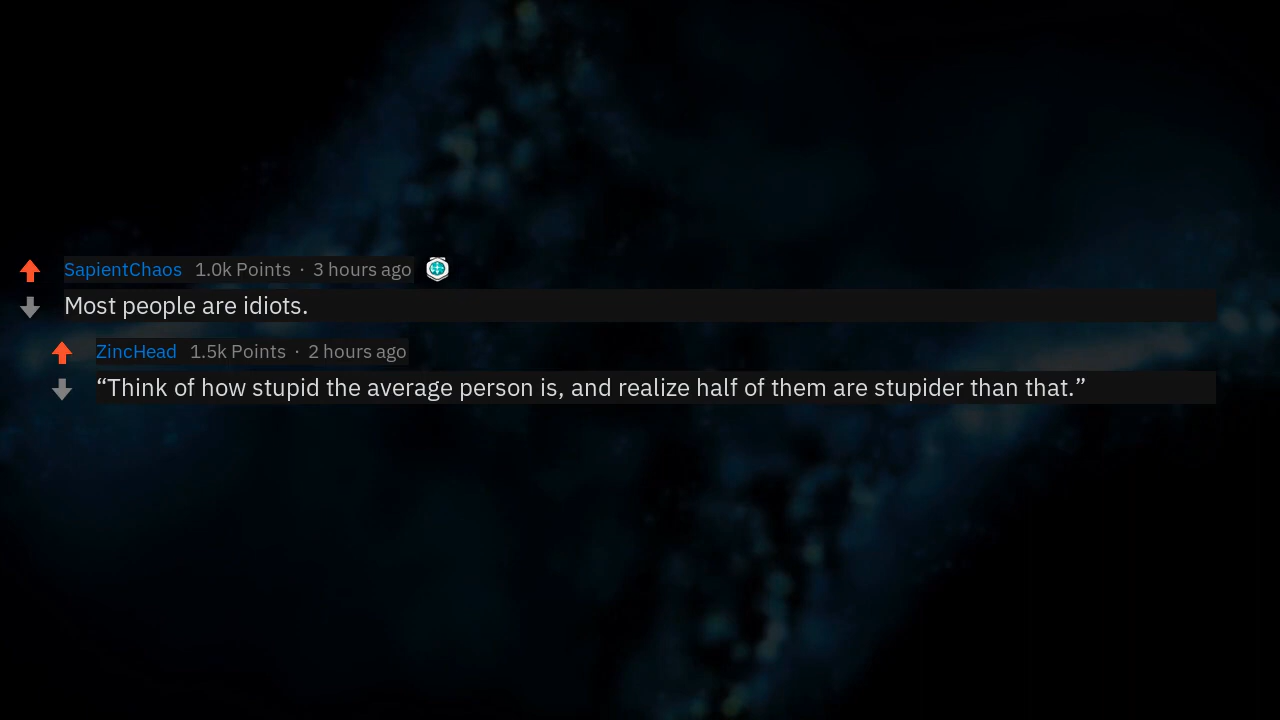 SapientChaos 1.0k Points · 3 hours ago
Most people are idiots.
ZincHead 1.5k Points · 2 hours ago
“Think of how stupid the average person is, and realize half of them are stupider than that.”